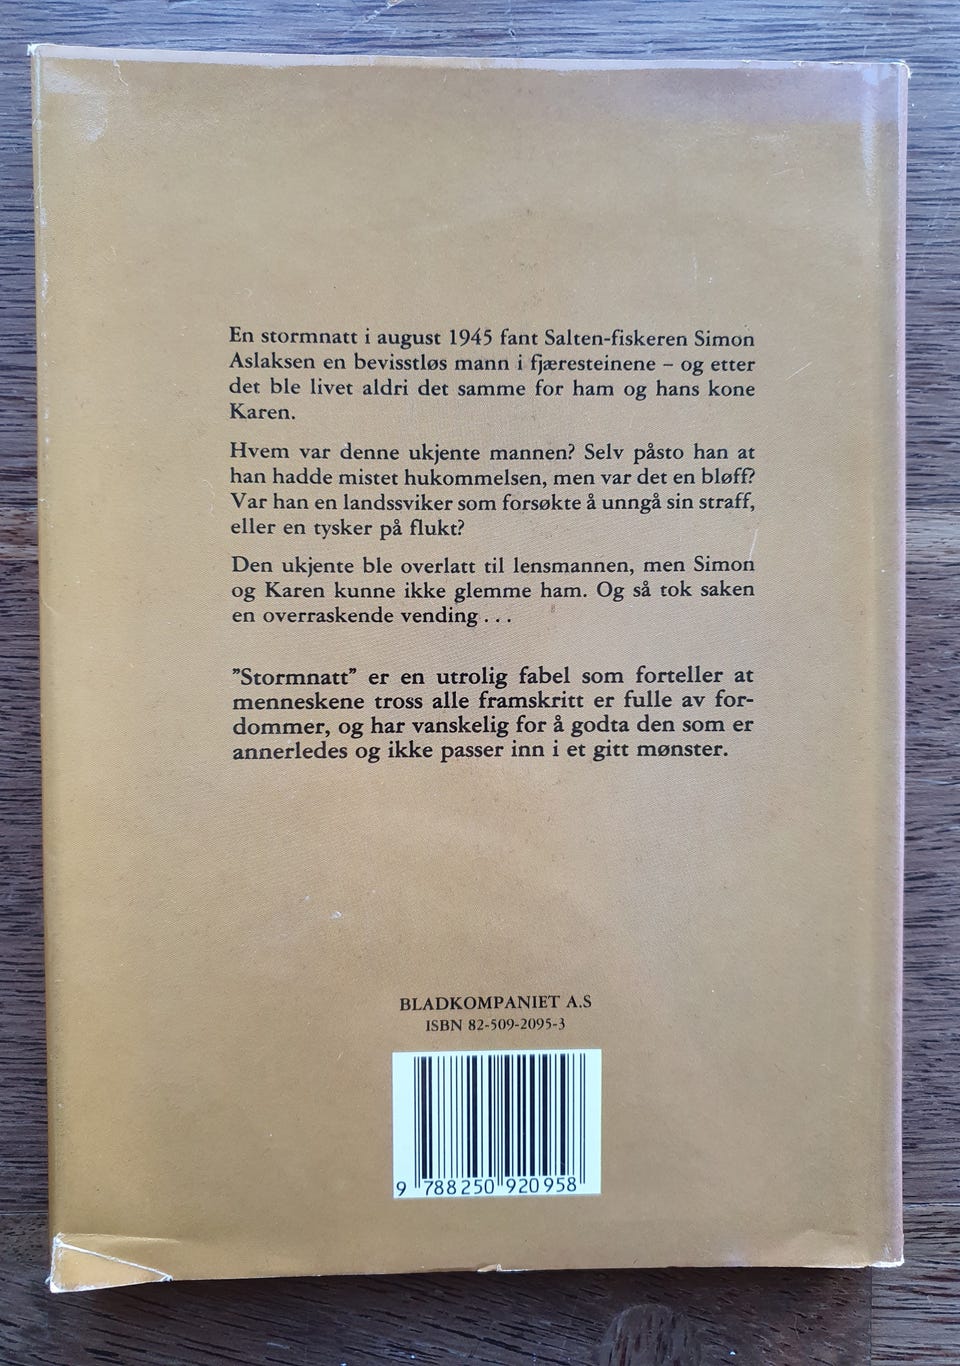 En stormnatt i august 1945 fant Salten-fiskeren Simon
Aslaksen en bevisstløs mann i fjæresteinene – og etter
det ble livet aldri det samme for ham og hans kone
Karen.
Hvem var denne ukjente mannen? Selv påsto han at
han hadde mistet hukommelsen, men var det en bløff?
Var han en landssviker som forsøkte å unngå sin straff,
eller en tysker på flukt?
Den ukjente ble overlatt til lensmannen, men Simon
og Karen kunne ikke glemme ham. Og så tok saken
en overraskende vending . . .
”Stormnatt” er en utrolig fabel som forteller at
menneskene tross alle framskritt er fulle av for-
dommer, og har vanskelig for å godta den som er
annerledes og ikke passer inn i et gitt mønster.
BLADKOMPANIET A.S
ISBN 82-509-2095-3
9 788250 920958